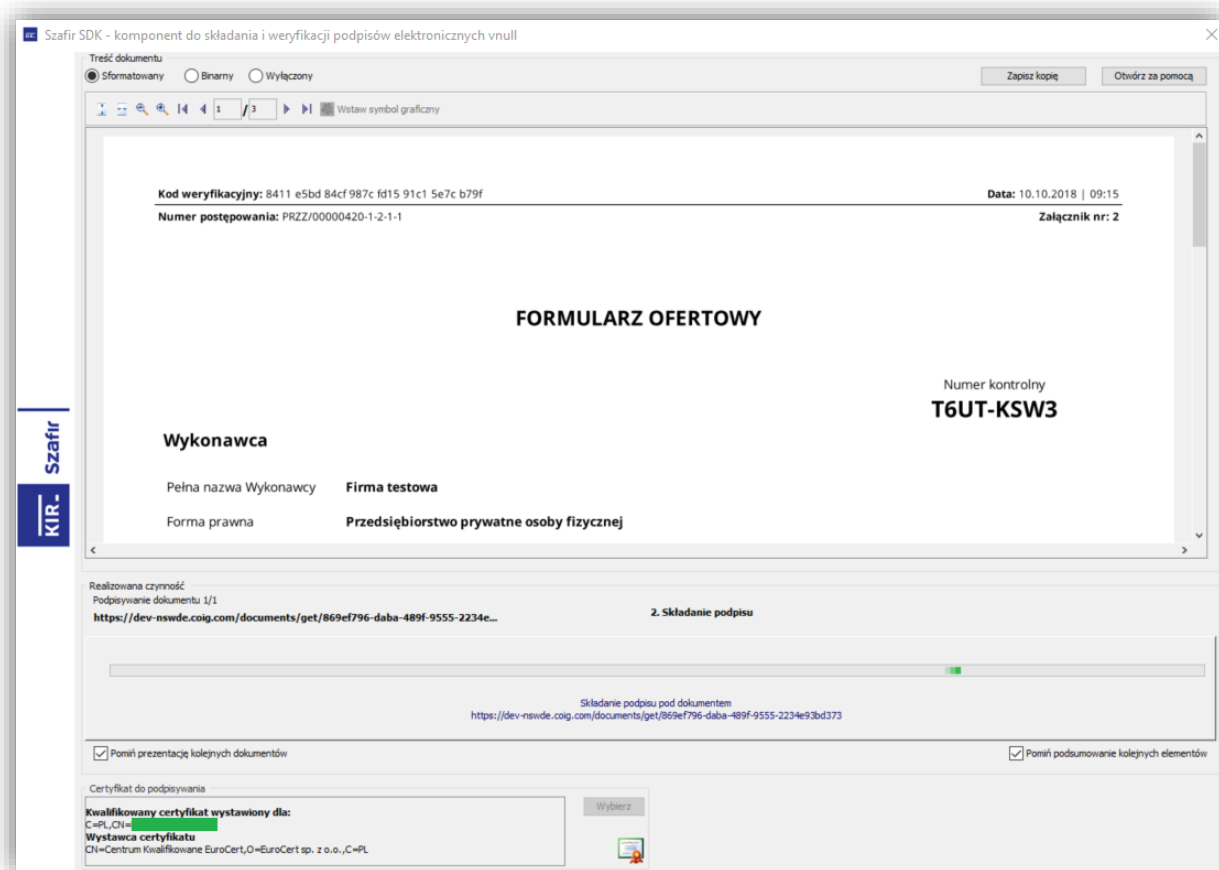 Szafir SDK - komponent do składania i weryfikacji podpisów elektronicznych vnull
Treść dokumentu
Sformatowany Binarny Wyłączony Zapisz kopię Otwórz za pomocą
1 / 3 Wstaw symbol graficzny
Kod weryfikacyjny: 8411 e5bd 84cf 987c fd15 91c1 5e7c b79f Data: 10.10.2018 | 09:15
Numer postępowania: PRZZ/00000420-1-2-1-1 Załącznik nr: 2
FORMULARZ OFERTOWY
Numer kontrolny
T6UT-KSW3
Wykonawca
Pełna nazwa Wykonawcy Firma testowa
Forma prawna Przedsiębiorstwo prywatne osoby fizycznej
KIR. Szafir
Realizowana czynność
Podpisywanie dokumentu 1/1
https://dev-nswde.coig.com/documents/get/869ef796-daba-489f-9555-2234e... 2. Składanie podpisu
Składanie podpisu pod dokumentem
https://dev-nswde.coig.com/documents/get/869ef796-daba-489f-9555-2234e93bd373
Pomiń prezentację kolejnych dokumentów Pomiń podsumowanie kolejnych elementów
Certyfikat do podpisywania
Kwalifikowany certyfikat wystawiony dla: Wybierz
C=PL,CN=
Wystawca certyfikatu
CN=Centrum Kwalifikowane EuroCert,O=EuroCert sp. z o.o.,C=PL